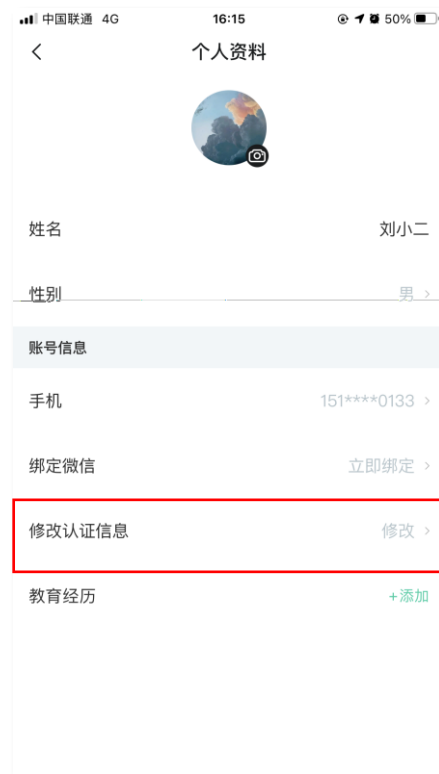 中国联通 4G 16:15 50%
个人资料
姓名 刘小二
性别 男
账号信息
手机 151****0133
绑定微信 立即绑定
修改认证信息 修改
教育经历 +添加